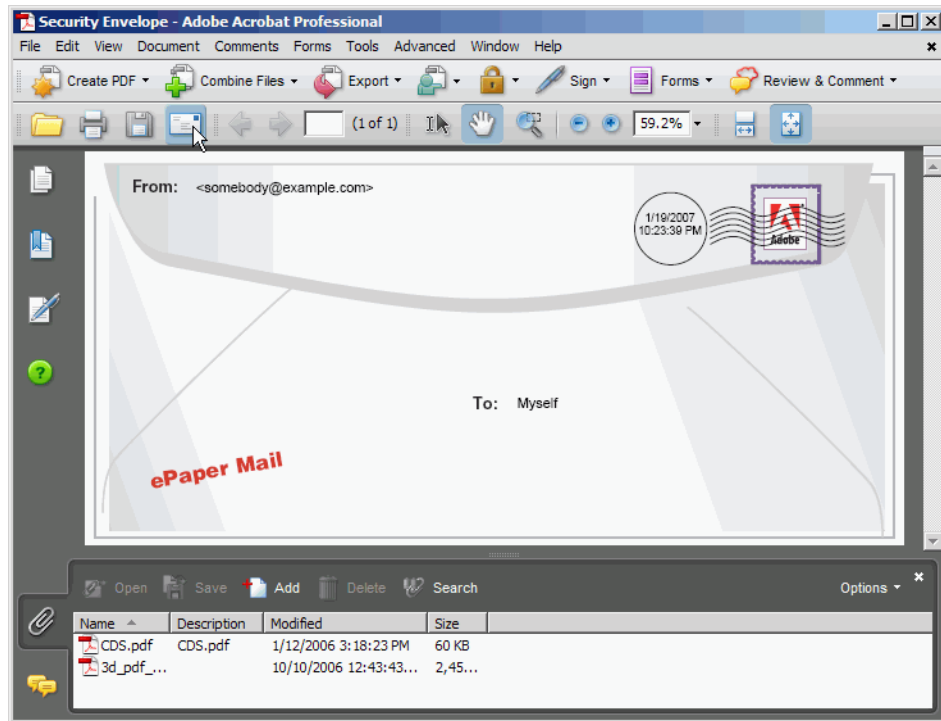 Security Envelope - Adobe Acrobat Professional
File Edit View Document Comments Forms Tools Advanced Window Help
Create PDF Combine Files Export Sign Forms Review & Comment
(1 of 1) 59.2%
From: <somebody@example.com>
1/19/2007
10:23:39 PM
Adobe
To: Myself
ePaper Mail
Open Save Add Delete Search Options
Name Description Modified Size
CDS.pdf CDS.pdf 1/12/2006 3:18:23 PM 60 KB
3d_pdf_... 10/10/2006 12:43:43... 2,45...